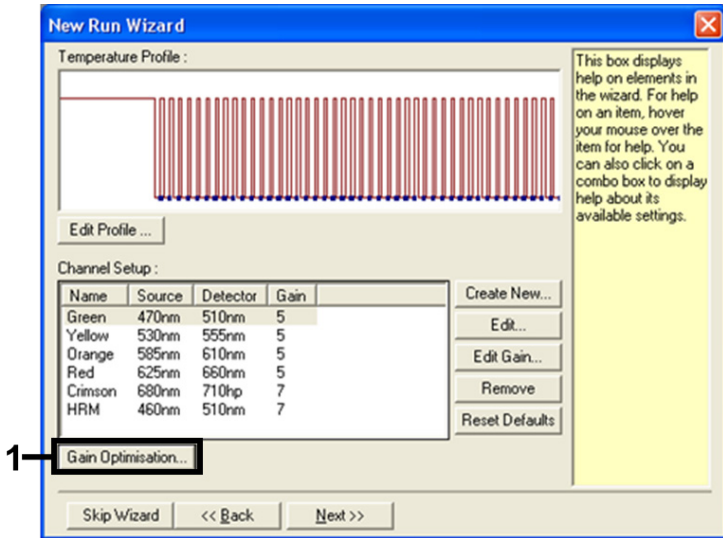 New Run Wizard
Temperature Profile :
This box displays
help on elements in
the wizard. For help
on an item, hover
your mouse over the
item for help. You
can also click on a
combo box to display
help about its
available settings.
Edit Profile ...
Channel Setup :
Name Source Detector Gain
Green 470nm 510nm 5
Yellow 530nm 555nm 5
Orange 585nm 610nm 5
Red 625nm 660nm 5
Crimson 680nm 710hp 7
HRM 460nm 510nm 7
Create New...
Edit...
Edit Gain...
Remove
Reset Defaults
1
Gain Optimisation...
Skip Wizard << Back Next >>